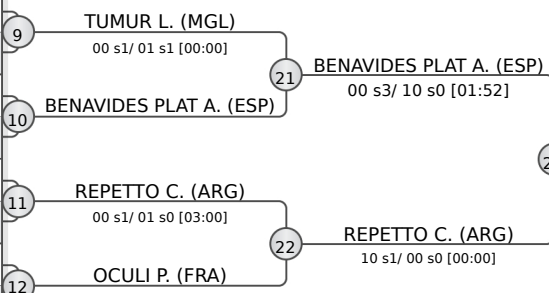 TUMUR L. (MGL)
9
00 s1/ 01 s1 [00:00]
21
BENAVIDES PLAT A. (ESP)
00 s3/ 10 s0 [01:52]
BENAVIDES PLAT A. (ESP)
10
REPETTO C. (ARG)
11
00 s1/ 01 s0 [03:00]
22
REPETTO C. (ARG)
10 s1/ 00 s0 [00:00]
OCULI P. (FRA)
12